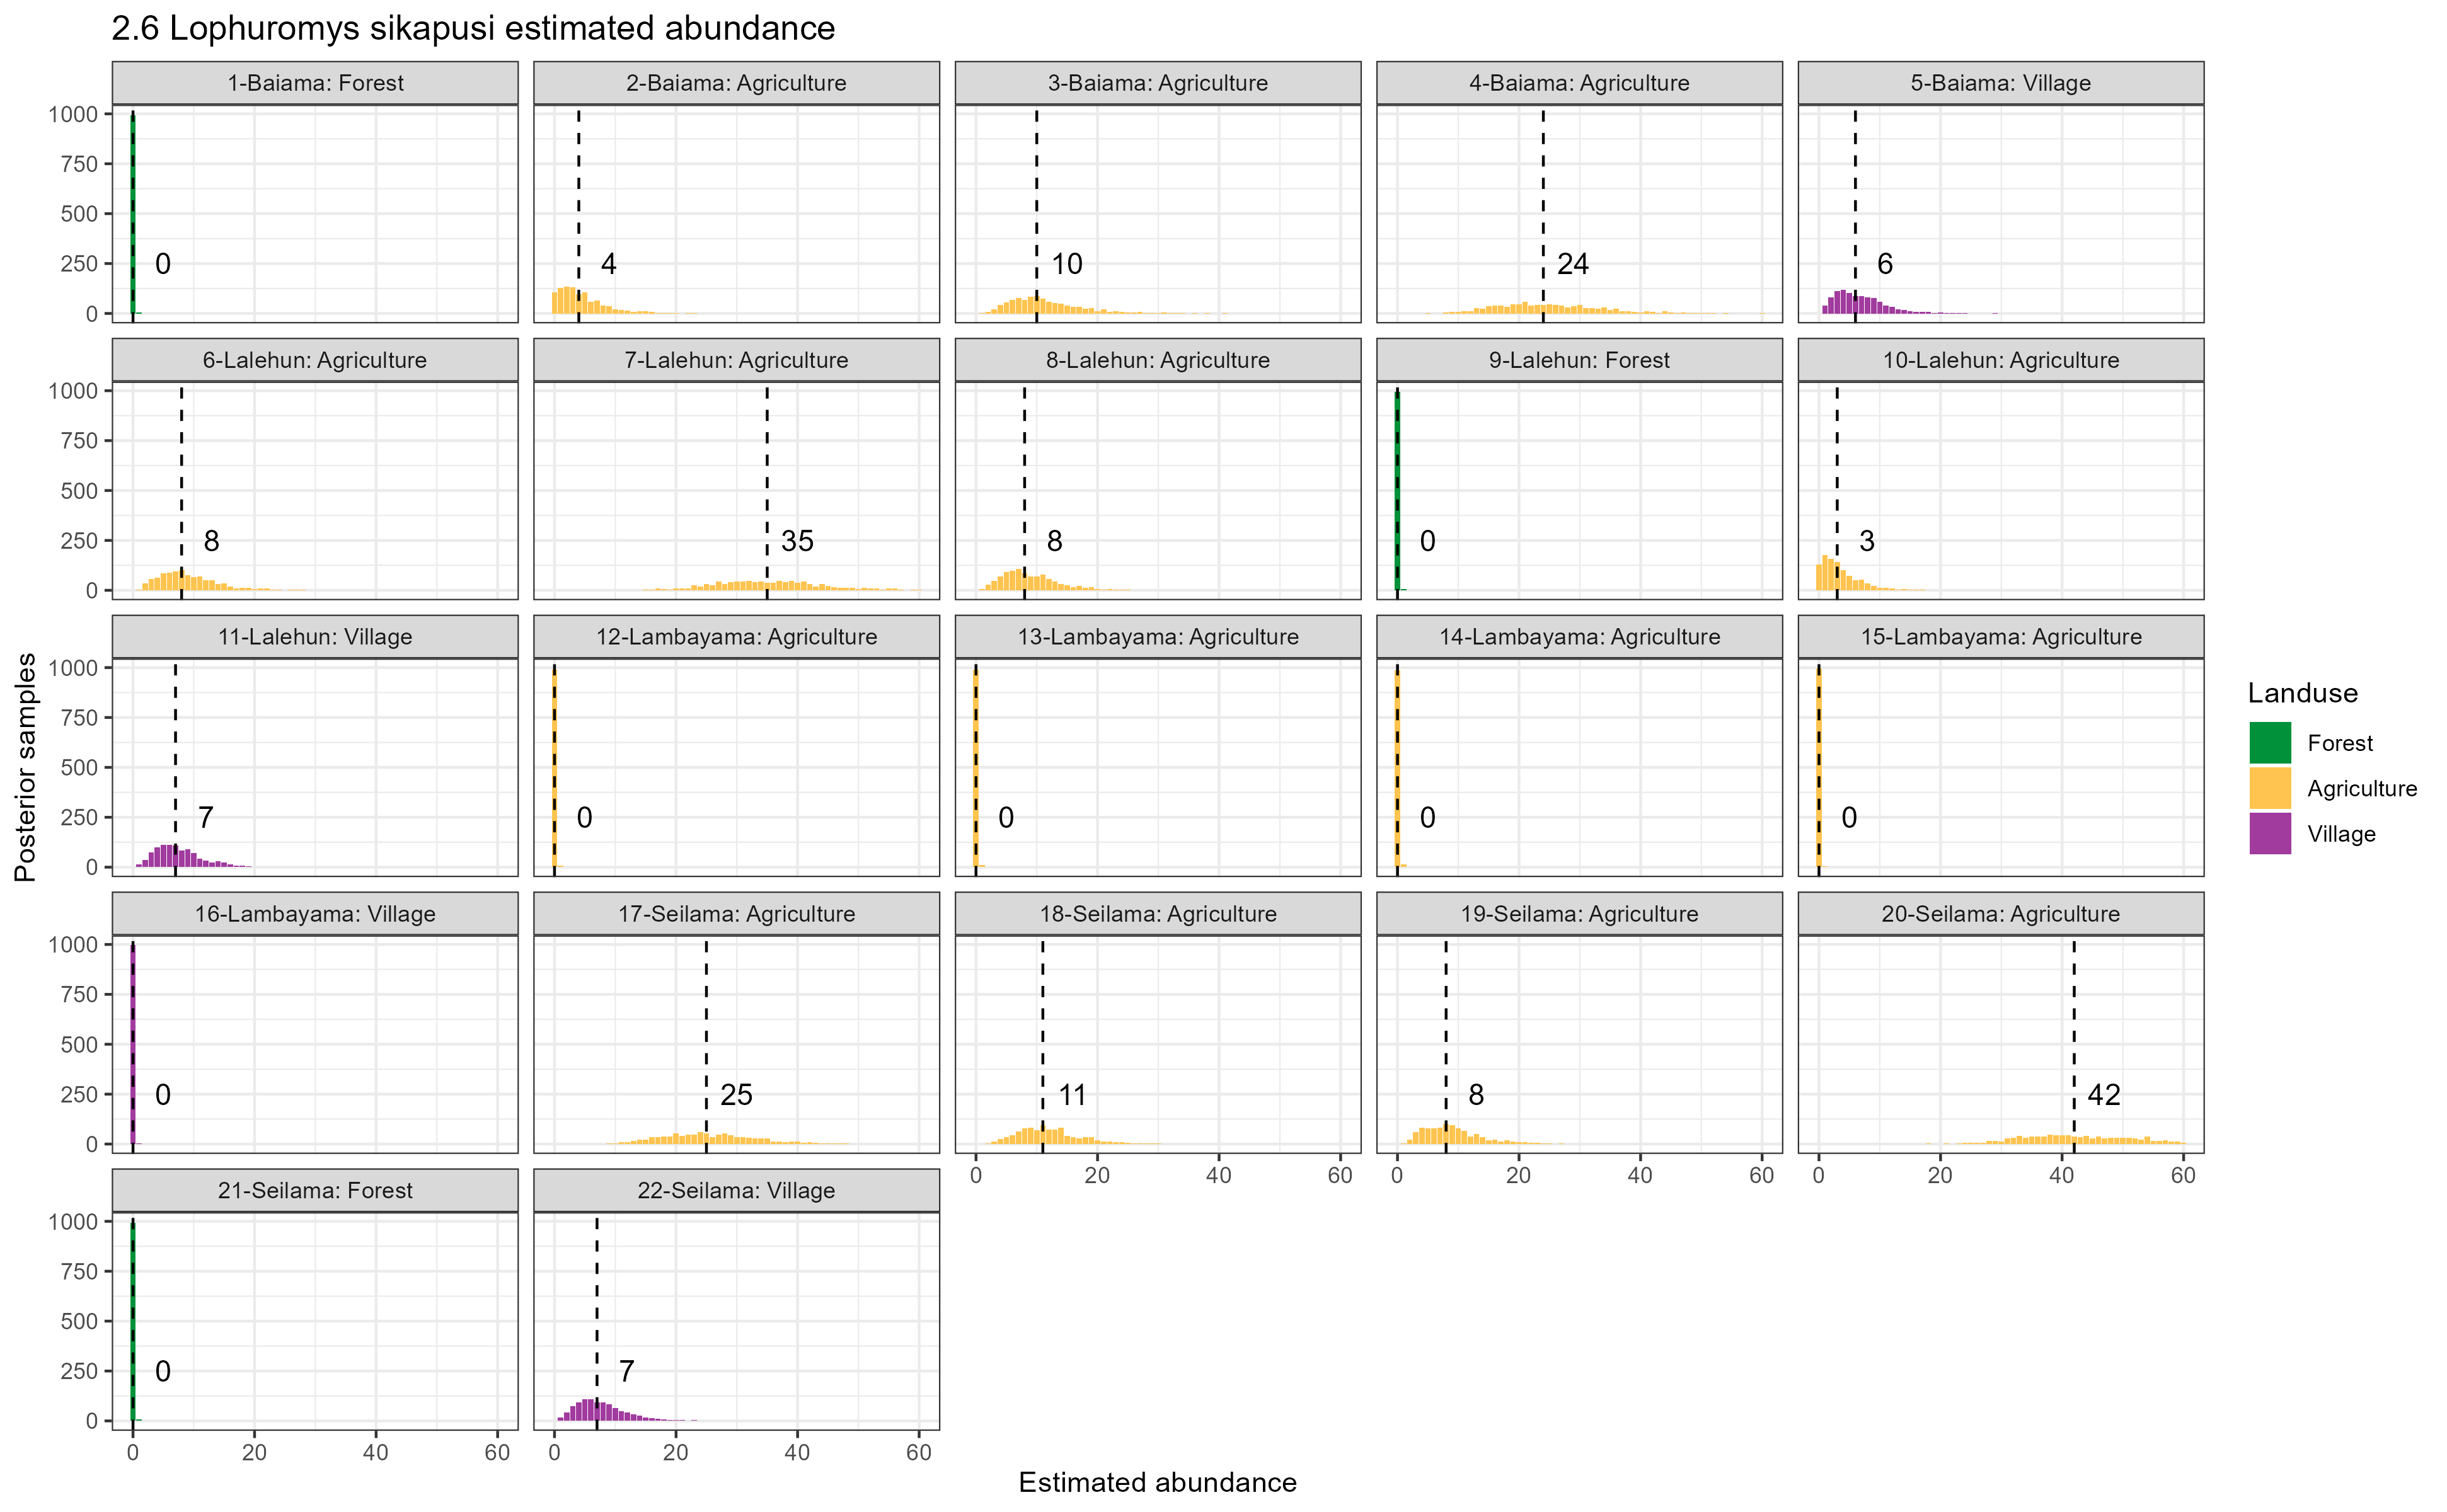 2.6 Lophuromys sikapusi estimated abundance
1-Baiama: Forest
2-Baiama: Agriculture
3-Baiama: Agriculture
4-Baiama: Agriculture
5-Baiama: Village
1000
750
500
250
0
0
4
10
24
6
6-Lalehun: Agriculture
7-Lalehun: Agriculture
8-Lalehun: Agriculture
9-Lalehun: Forest
10-Lalehun: Agriculture
1000
750
500
250
0
8
35
8
0
3
11-Lalehun: Village
12-Lambayama: Agriculture
13-Lambayama: Agriculture
14-Lambayama: Agriculture
15-Lambayama: Agriculture
1000
750
500
250
0
7
0
0
0
0
16-Lambayama: Village
17-Seilama: Agriculture
18-Seilama: Agriculture
19-Seilama: Agriculture
20-Seilama: Agriculture
1000
750
500
250
0
0
25
11
8
42
0 20 40 60
0 20 40 60
0 20 40 60
21-Seilama: Forest
22-Seilama: Village
1000
750
500
250
0
0
7
0 20 40 60
0 20 40 60
Estimated abundance
Posterior samples
Landuse
Forest
Agriculture
Village